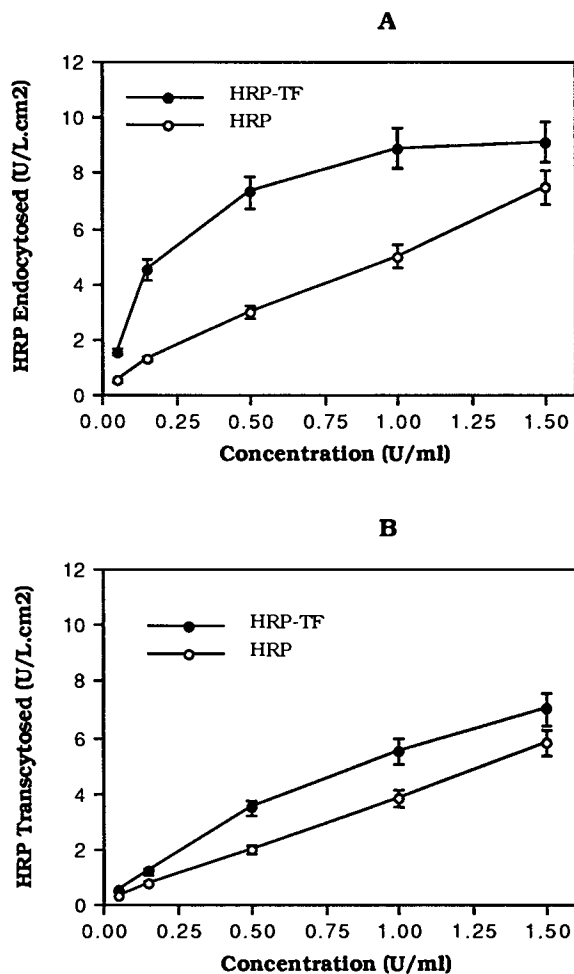 A
HRP Endocytosed (U/L.cm2)
12
10
8
6
4
2
0
HRP-TF
HRP
0.00 0.25 0.50 0.75 1.00 1.25 1.50
Concentration (U/ml)
B
HRP Transcytosed (U/L.cm2)
12
10
8
6
4
2
0
HRP-TF
HRP
0.00 0.25 0.50 0.75 1.00 1.25 1.50
Concentration (U/ml)